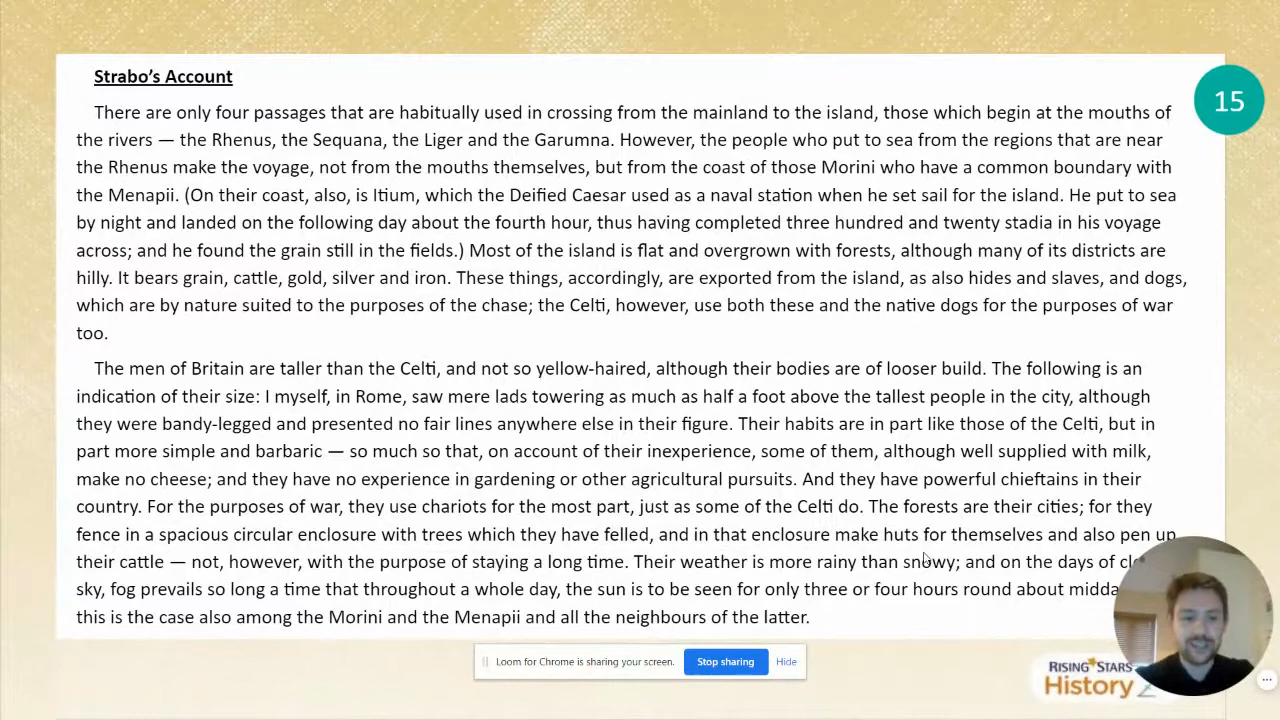 Strabo's Account
15
There are only four passages that are habitually used in crossing from the mainland to the island, those which begin at the mouths of
the rivers — the Rhenus, the Sequana, the Liger and the Garumna. However, the people who put to sea from the regions that are near
the Rhenus make the voyage, not from the mouths themselves, but from the coast of those Morini who have a common boundary with
the Menapii. (On their coast, also, is Itium, which the Deified Caesar used as a naval station when he set sail for the island. He put to sea
by night and landed on the following day about the fourth hour, thus having completed three hundred and twenty stadia in his voyage
across; and he found the grain still in the fields.) Most of the island is flat and overgrown with forests, although many of its districts are
hilly. It bears grain, cattle, gold, silver and iron. These things, accordingly, are exported from the island, as also hides and slaves, and dogs,
which are by nature suited to the purposes of the chase; the Celti, however, use both these and the native dogs for the purposes of war
too.
The men of Britain are taller than the Celti, and not so yellow-haired, although their bodies are of looser build. The following is an
indication of their size: I myself, in Rome, saw mere lads towering as much as half a foot above the tallest people in the city, although
they were bandy-legged and presented no fair lines anywhere else in their figure. Their habits are in part like those of the Celti, but in
part more simple and barbaric — so much so that, on account of their inexperience, some of them, although well supplied with milk,
make no cheese; and they have no experience in gardening or other agricultural pursuits. And they have powerful chieftains in their
country. For the purposes of war, they use chariots for the most part, just as some of the Celti do. The forests are their cities; for they
fence in a spacious circular enclosure with trees which they have felled, and in that enclosure make huts for themselves and also pen up
their cattle — not, however, with the purpose of staying a long time. Their weather is more rainy than snowy; and on the days of
sky, fog prevails so long a time that throughout a whole day, the sun is to be seen for only three or four hours round about
this is the case also among the Morini and the Menapii and all the neighbours of the latter.
Loom for Chrome is sharing your screen. Stop sharing Hide
RISING STARS
History